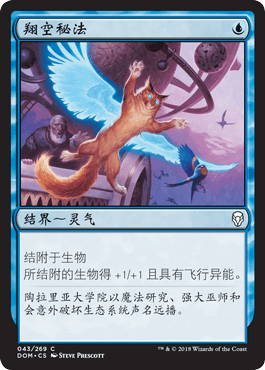 翔空秘法
结界～灵气
结附于生物
所结附的生物得 +1/+1 且具有飞行异能。
陶拉里亚大学院以魔法研究、强大巫师和
会意外破坏生态系统声名远播。
043/269 C
DOM • CS STEVE PRESCOTT
™ & © 2018 Wizards of the Coast